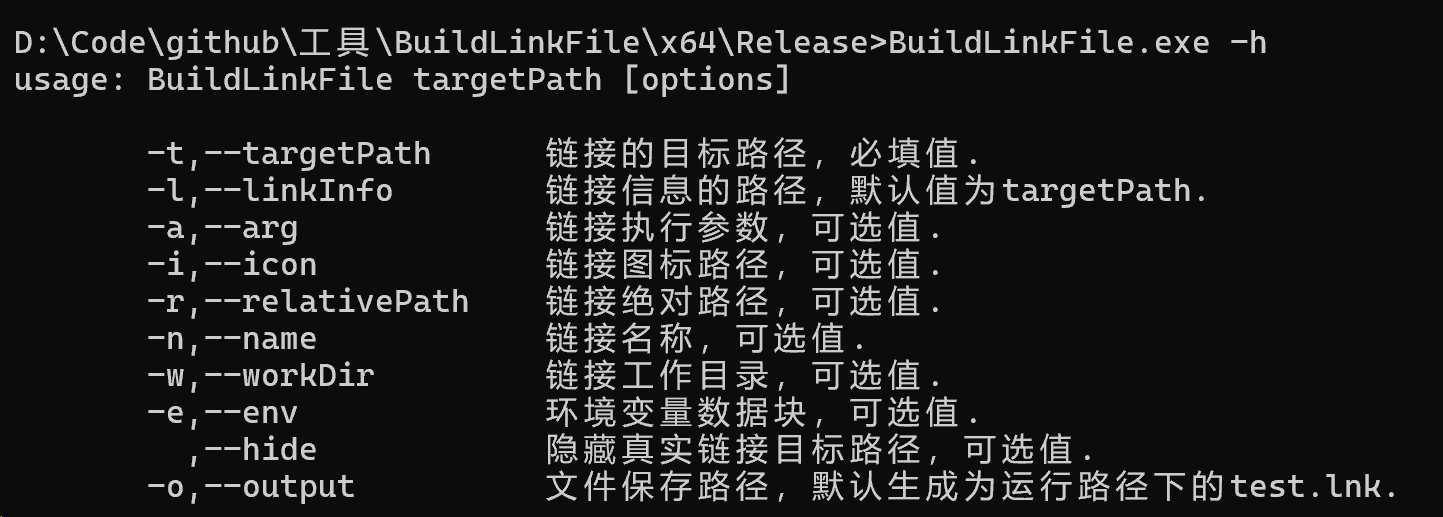 D:\Code\github\工具\BuildLinkFile\x64\Release>BuildLinkFile.exe -h
usage: BuildLinkFile targetPath [options]
-t,--targetPath 链接的目标路径, 必填值.
-l,--linkInfo 链接信息的路径, 默认值为targetPath.
-a,--arg 链接执行参数, 可选值.
-i,--icon 链接图标路径, 可选值.
-r,--relativePath 链接绝对路径, 可选值.
-n,--name 链接名称, 可选值.
-w,--workDir 链接工作目录, 可选值.
-e,--env 环境变量数据块, 可选值.
,--hide 隐藏真实链接目标路径, 可选值.
-o,--output 文件保存路径, 默认生成为运行路径下的test.lnk.